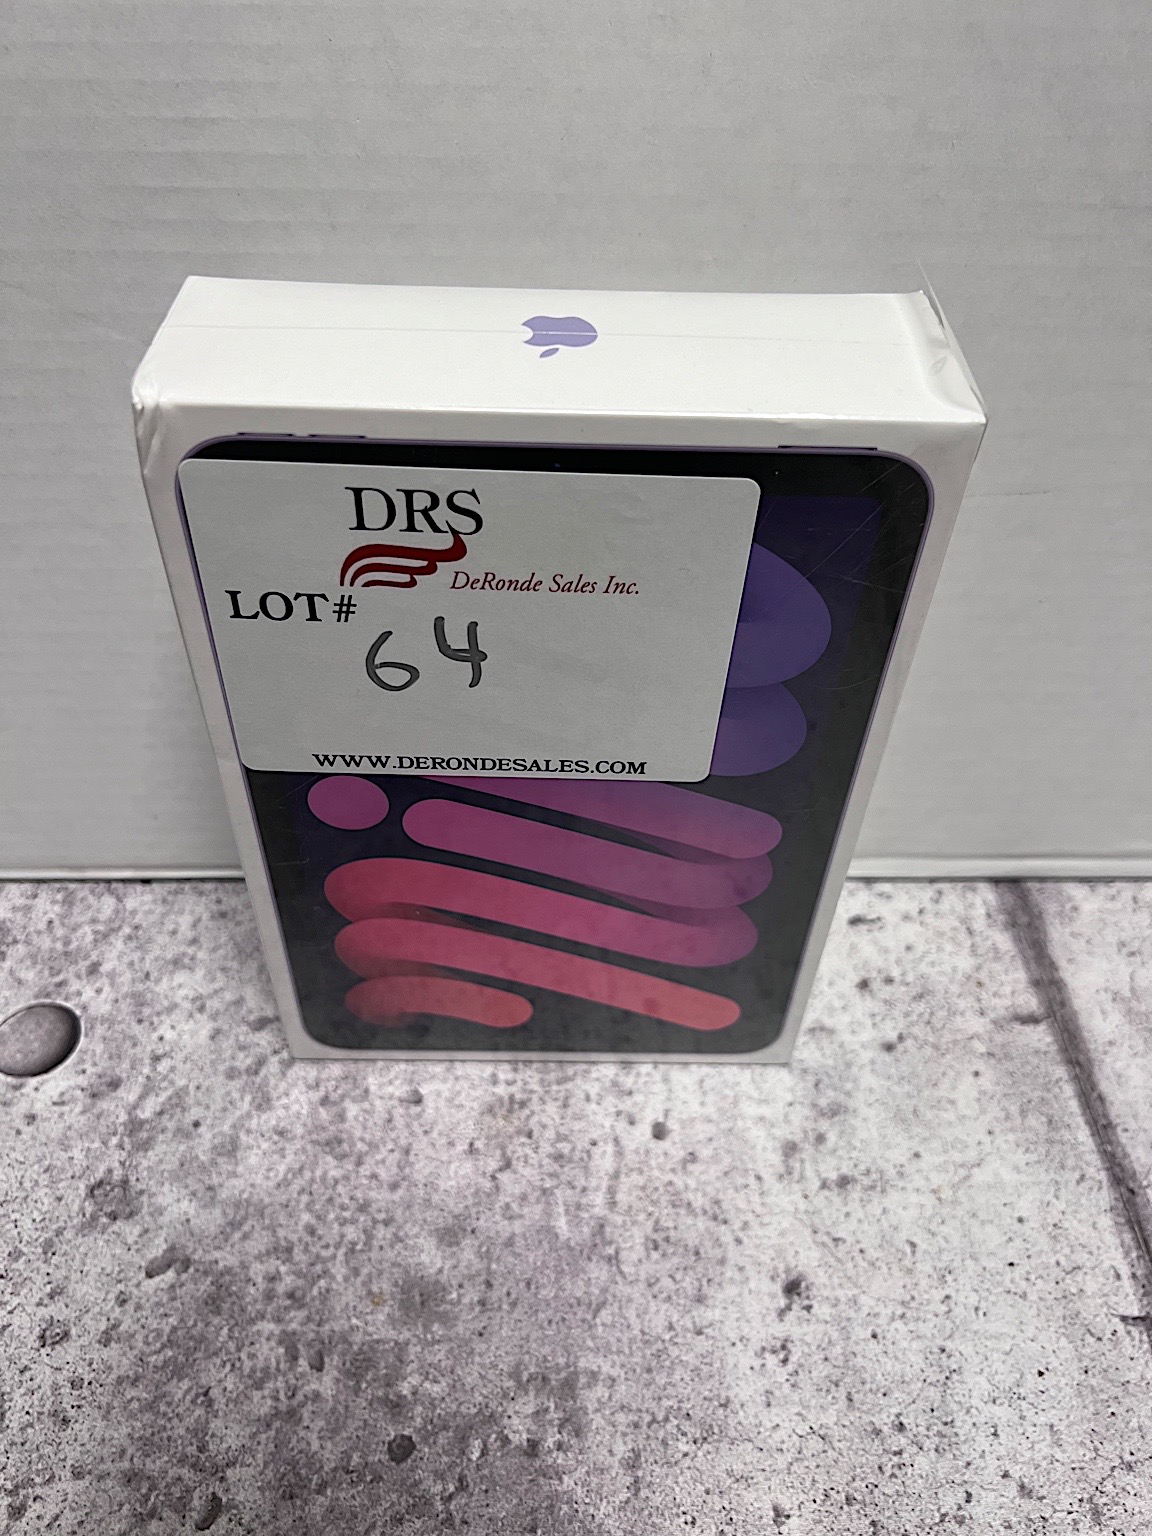 DRS
DeRonde Sales Inc.
LOT#
64
WWW.DERONDESALES.COM